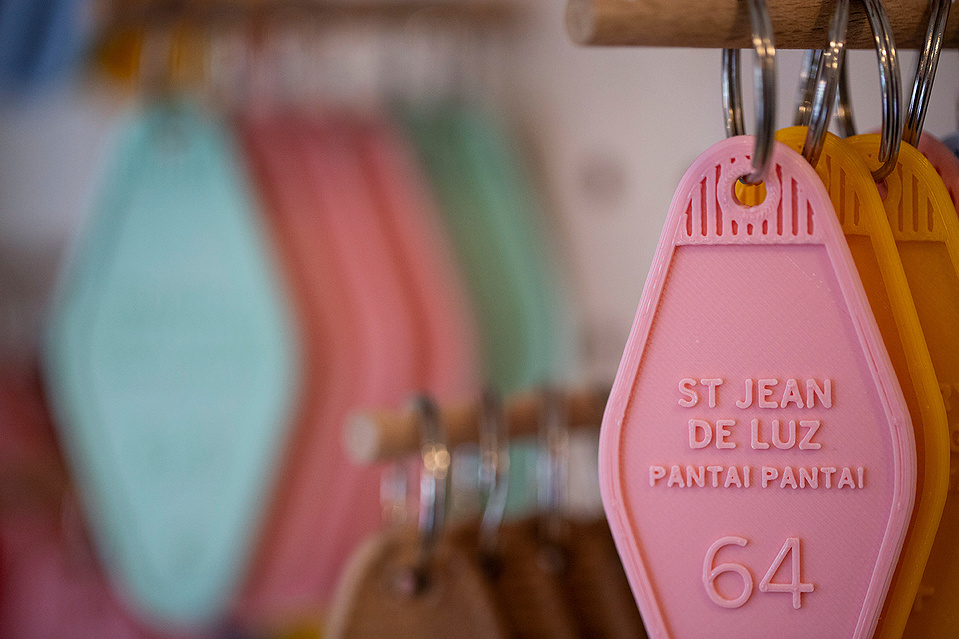 ST JEAN
DE LUZ
PANTAI PANTAI
64